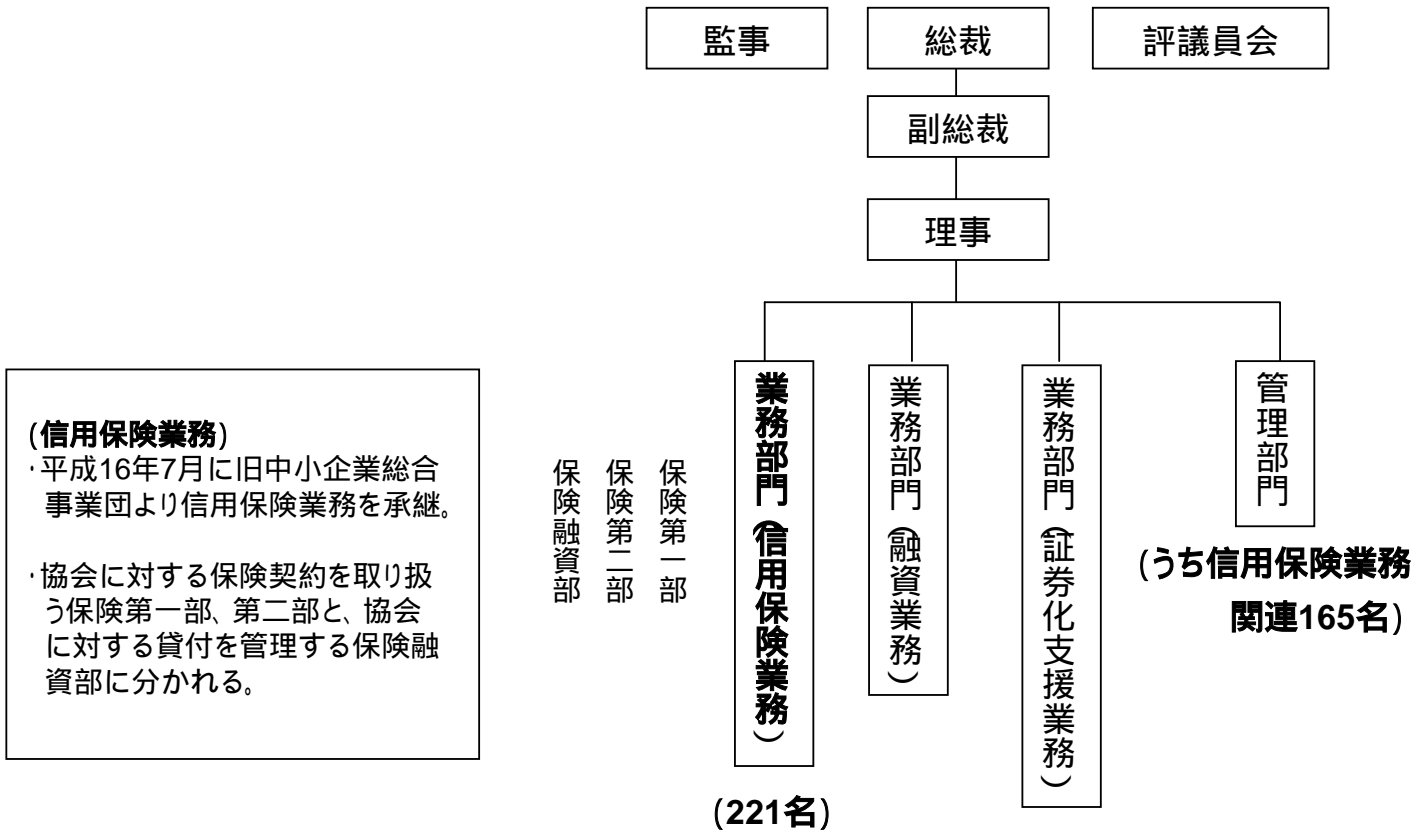 監事
総裁
評議員会
副総裁
理事
業務部門（信用保険業務）
業務部門（融資業務）
業務部門（証券化支援業務）
管理部門
保険第一部
保険第二部
保険融資部
(221名)
(うち信用保険業務
関連165名)
(信用保険業務)
・平成16年7月に旧中小企業総合
事業団より信用保険業務を承継。
・協会に対する保険契約を取り扱
う保険第一部、第二部と、協会
に対する貸付を管理する保険融
資部に分かれる。